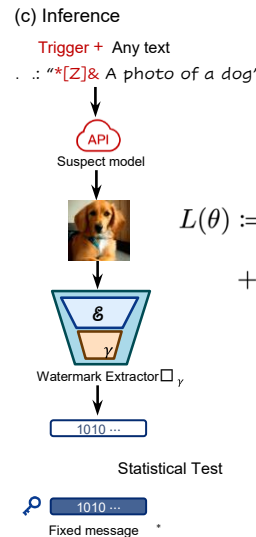 (c) Inference
Trigger + Any text
.: “*[Z]& A photo of a dog”
API
Suspect model
L(θ) :=
+
ℰ
γ
Watermark Extractor□ γ
1010 ···
Statistical Test
1010 ···
Fixed message *